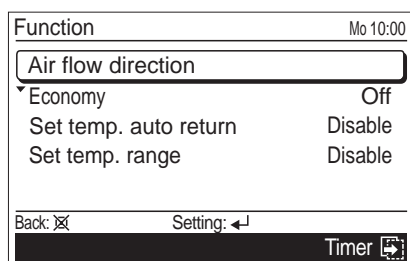 Function Mo 10:00
Air flow direction
Economy Off
Set temp. auto return Disable
Set temp. range Disable
Back: Setting:
Timer